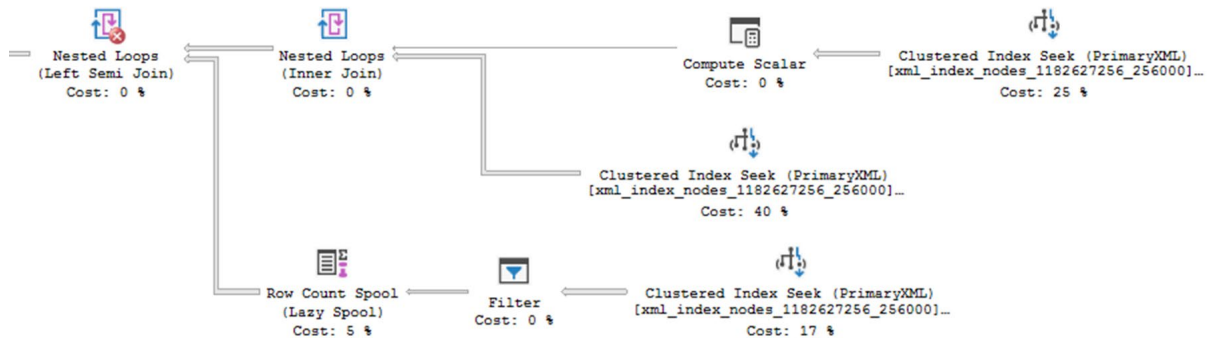 Nested Loops
(Left Semi Join)
Cost: 0 %
Nested Loops
(Inner Join)
Cost: 0 %
Compute Scalar
Cost: 0 %
Clustered Index Seek (PrimaryXML)
[xml_index_nodes_1182627256_256000]…
Cost: 25 %
Clustered Index Seek (PrimaryXML)
[xml_index_nodes_1182627256_256000]…
Cost: 40 %
Row Count Spool
(Lazy Spool)
Cost: 5 %
Filter
Cost: 0 %
Clustered Index Seek (PrimaryXML)
[xml_index_nodes_1182627256_256000]…
Cost: 17 %